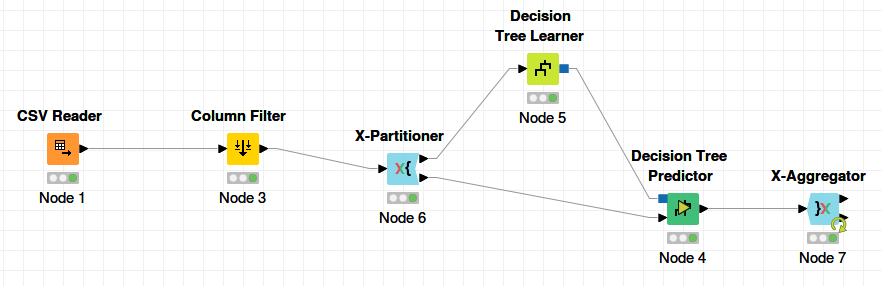 CSV Reader
Node 1
Column Filter
Node 3
X-Partitioner
Node 6
Decision
Tree Learner
Node 5
Decision Tree
Predictor
Node 4
X-Aggregator
Node 7